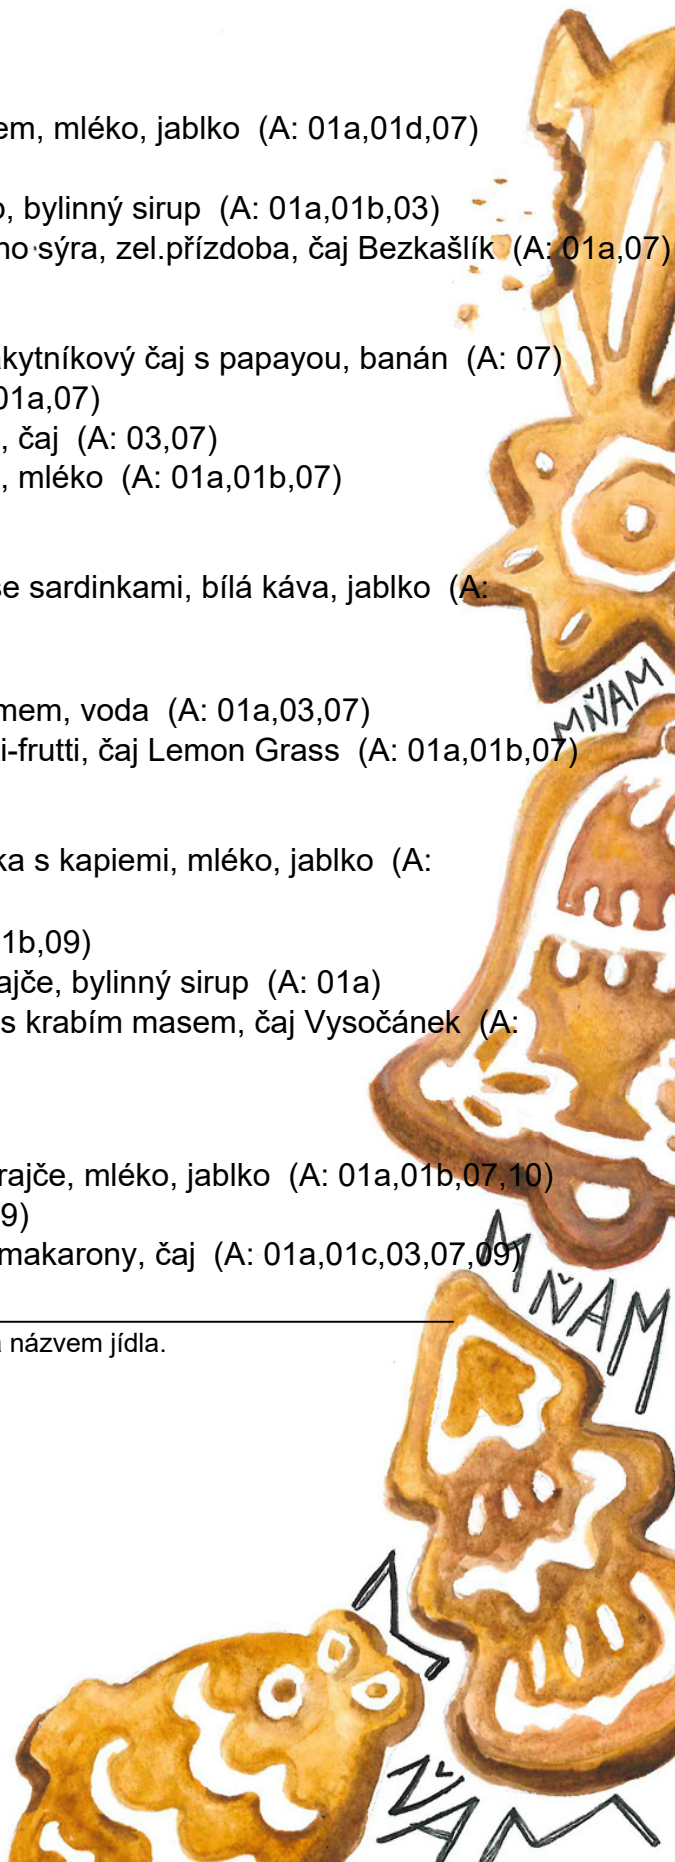 em, mléko, jablko (A: 01a,01d,07)
o, bylinný sirup (A: 01a,01b,03)
ho sýra, zel.přízdoba, čaj Bezkašlík (A: 01a,07)
akytníkový čaj s papayou, banán (A: 07)
01a,07)
, čaj (A: 03,07)
, mléko (A: 01a,01b,07)
se sardinkami, bílá káva, jablko (A:
mem, voda (A: 01a,03,07)
i-frutti, čaj Lemon Grass (A: 01a,01b,07)
MŇAM
ka s kapiemi, mléko, jablko (A:
1b,09)
ajče, bylinný sirup (A: 01a)
s krabím masem, čaj Vysočánek (A:
rajče, mléko, jablko (A: 01a,01b,07,10)
9)
makarony, čaj (A: 01a,01c,03,07,09)
MŇAM
a názvem jídla.
MŇAM